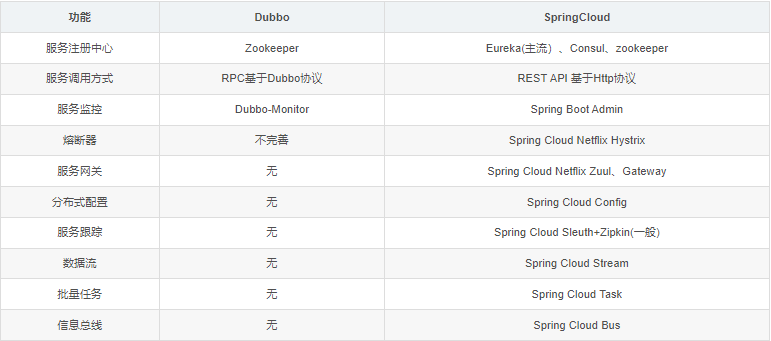 功能 Dubbo SpringCloud
服务注册中心 Zookeeper Eureka(主流）、Consul、zookeeper
服务调用方式 RPC基于Dubbo协议 REST API 基于Http协议
服务监控 Dubbo-Monitor Spring Boot Admin
熔断器 不完善 Spring Cloud Netflix Hystrix
服务网关 无 Spring Cloud Netflix Zuul、Gateway
分布式配置 无 Spring Cloud Config
服务跟踪 无 Spring Cloud Sleuth+Zipkin(一般)
数据流 无 Spring Cloud Stream
批量任务 无 Spring Cloud Task
信息总线 无 Spring Cloud Bus